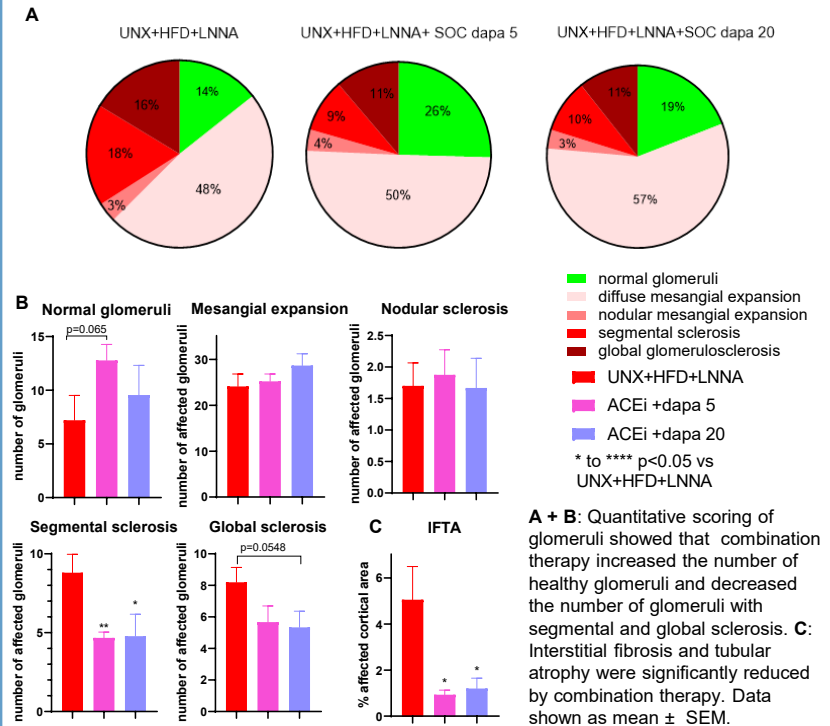 A
UNX+HFD+LNNA
UNX+HFD+LNNA+ SOC dapa 5
UNX+HFD+LNNA+SOC dapa 20
14%
48%
3%
18%
16%
26%
50%
4%
9%
11%
19%
57%
3%
10%
11%
normal glomeruli
diffuse mesangial expansion
nodular mesangial expansion
segmental sclerosis
global glomerulosclerosis
UNX+HFD+LNNA
ACEi +dapa 5
ACEi +dapa 20
* to **** p<0.05 vs
UNX+HFD+LNNA
B
Normal glomeruli
number of glomeruli
15
10
5
0
p=0.065
Mesangial expansion
number of affected glomeruli
30
20
10
0
Nodular sclerosis
number of affected glomeruli
2.5
2.0
1.5
1.0
0.5
0.0
Segmental sclerosis
number of affected glomeruli
10
5
0
**
*
Global sclerosis
number of affected glomeruli
10
8
6
4
2
0
p=0.0548
C
IFTA
% affected cortical area
6
4
2
0
*
*
A + B: Quantitative scoring of
glomeruli showed that combination
therapy increased the number of
healthy glomeruli and decreased
the number of glomeruli with
segmental and global sclerosis. C:
Interstitial fibrosis and tubular
atrophy were significantly reduced
by combination therapy. Data
shown as mean ± SEM.